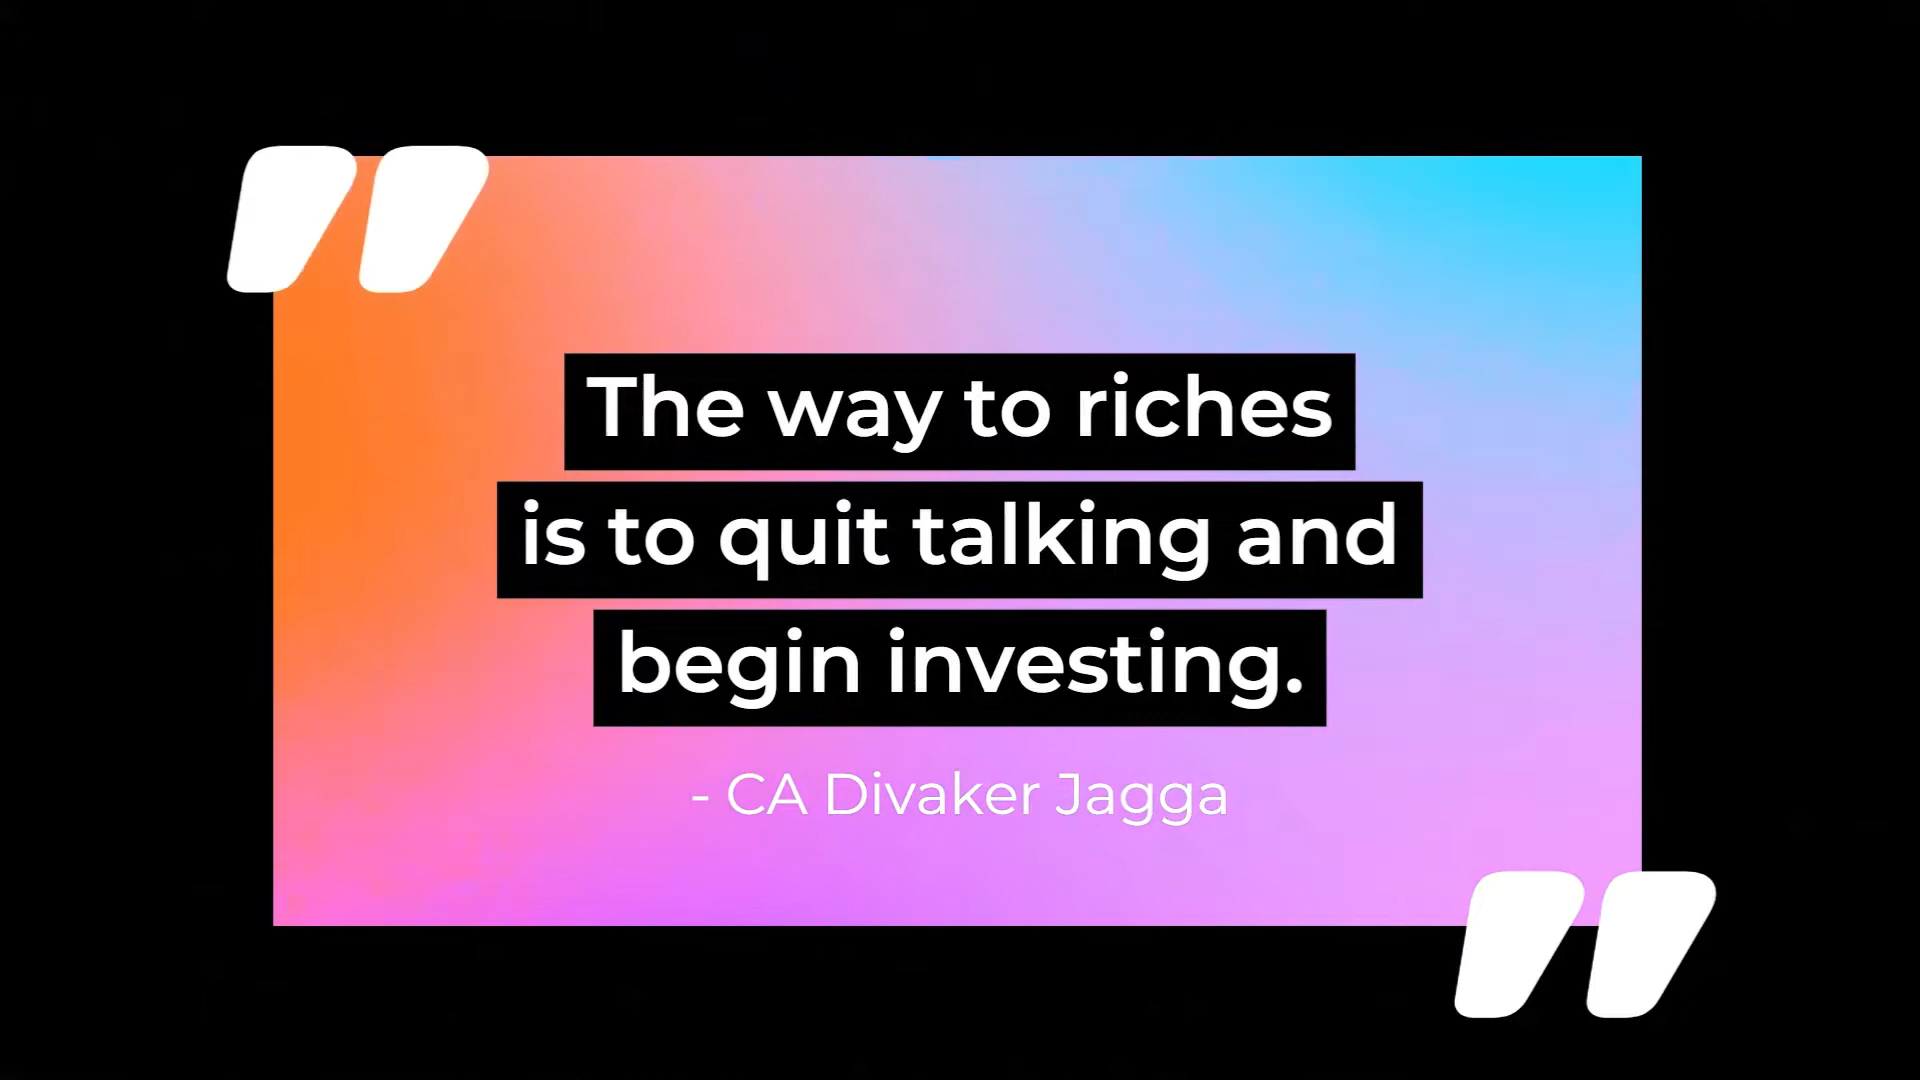 The way to riches
is to quit talking and
begin investing.
- CA Divaker Jagga